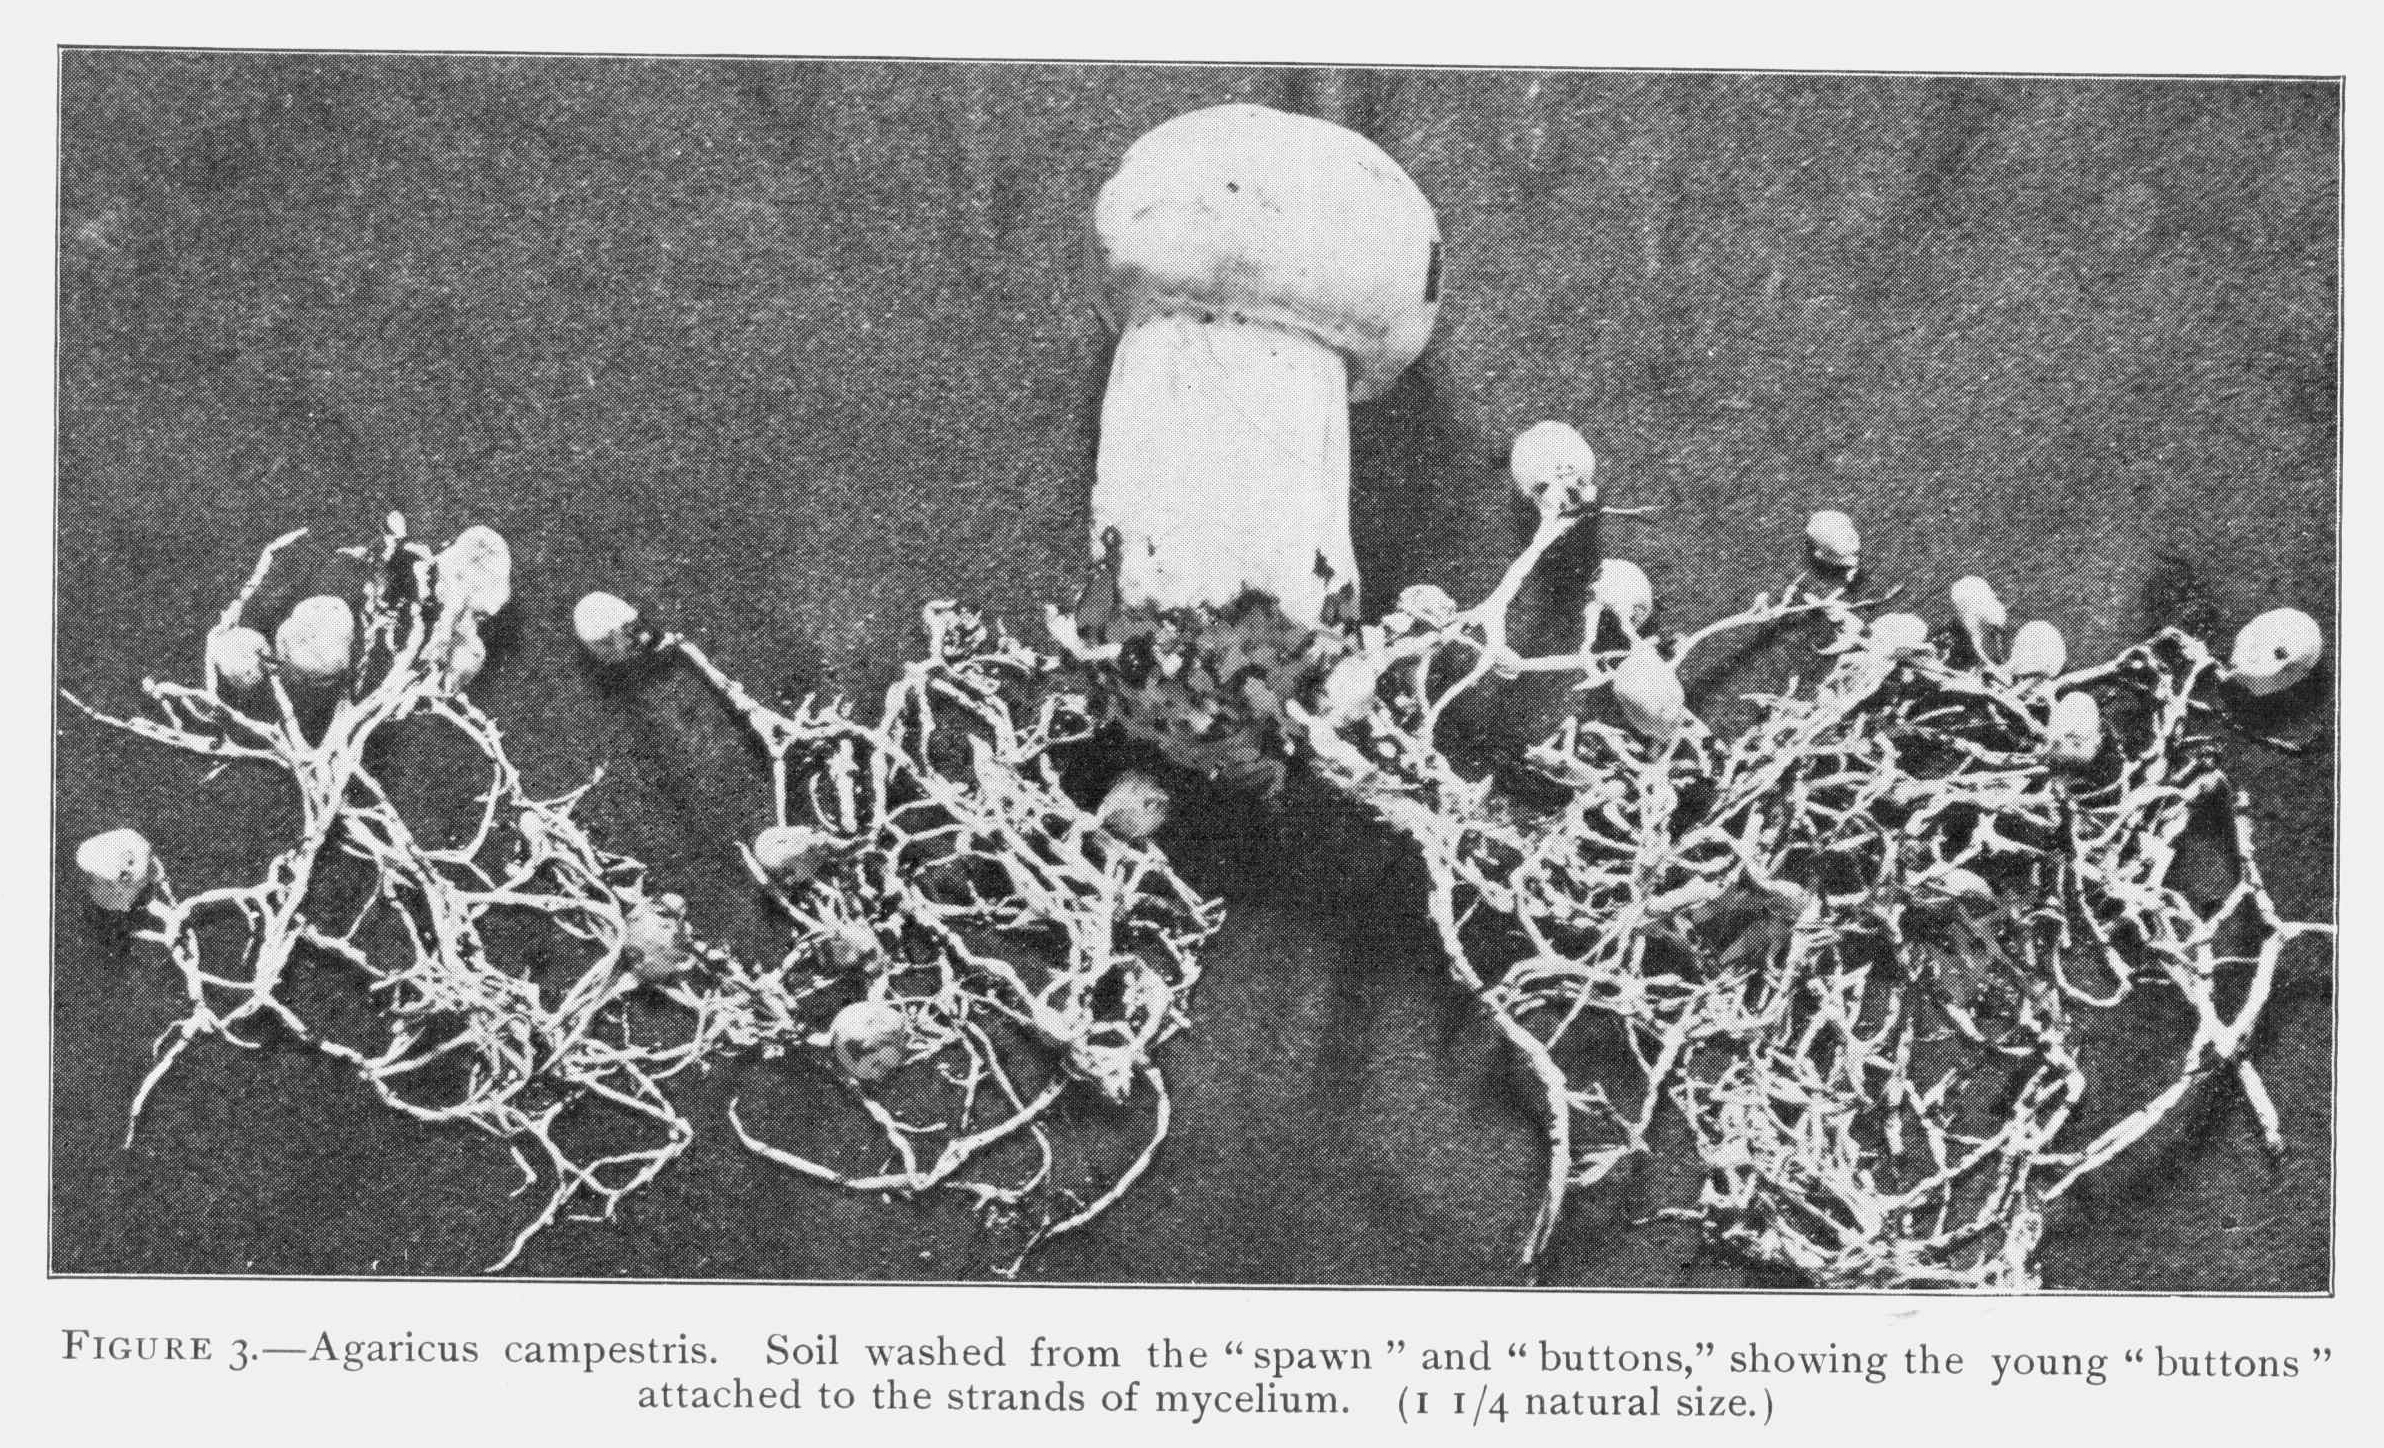 FIGURE 3.—Agaricus campestris. Soil washed from the “spawn” and “buttons,” showing the young “buttons”
attached to the strands of mycelium. (1 1/4 natural size.)